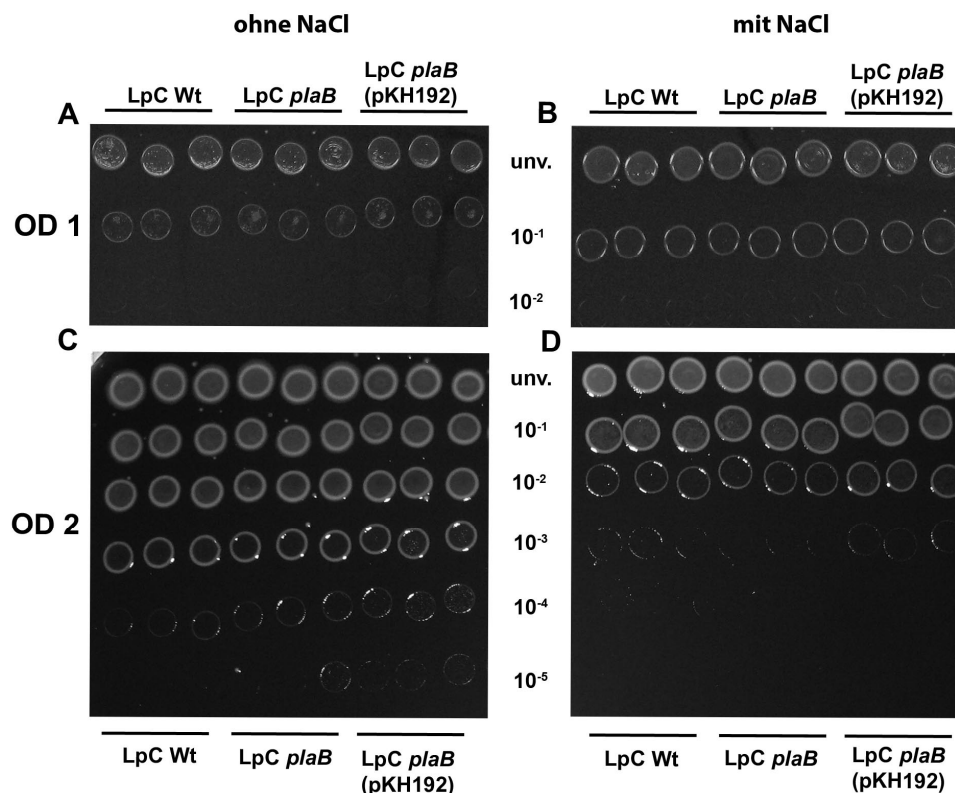 ohne NaCl
mit NaCl
LpC Wt
LpC plaB
LpC plaB
(pKH192)
LpC Wt
LpC plaB
LpC plaB
(pKH192)
A
B
OD 1
unv.
10⁻¹
10⁻²
C
D
OD 2
unv.
10⁻¹
10⁻²
10⁻³
10⁻⁴
10⁻⁵
LpC Wt
LpC plaB
LpC plaB
(pKH192)
LpC Wt
LpC plaB
LpC plaB
(pKH192)